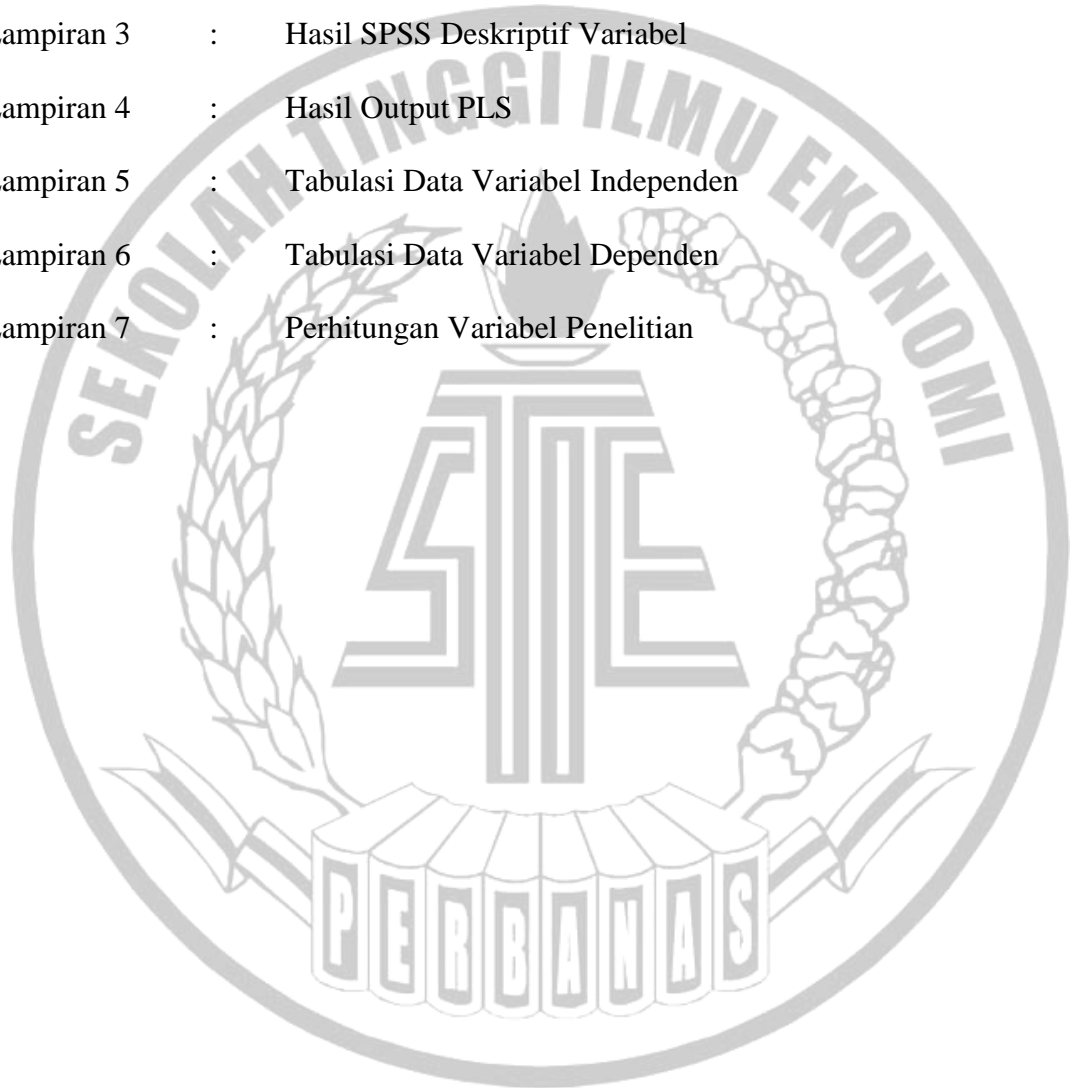 ampiran 3 : Hasil SPSS Deskriptif Variabel
ampiran 4 : Hasil Output PLS
ampiran 5 : Tabulasi Data Variabel Independen
ampiran 6 : Tabulasi Data Variabel Dependen
ampiran 7 : Perhitungan Variabel Penelitian
SEKOLAH TINGGI ILMU EKONOMI
STIE
PERBANAS